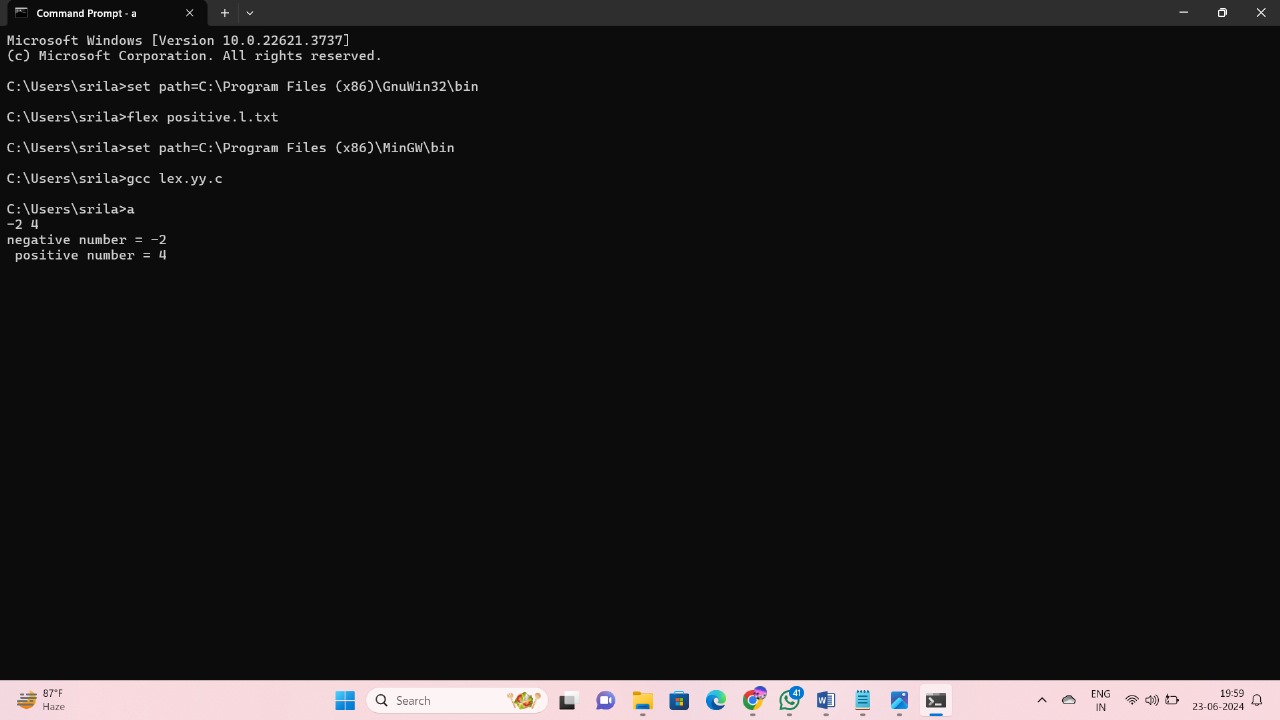 Command Prompt - a
Microsoft Windows [Version 10.0.22621.3737]
(c) Microsoft Corporation. All rights reserved.
C:\Users\srila>set path=C:\Program Files (x86)\GnuWin32\bin
C:\Users\srila>flex positive.l.txt
C:\Users\srila>set path=C:\Program Files (x86)\MinGW\bin
C:\Users\srila>gcc lex.yy.c
C:\Users\srila>a
-2 4
negative number = -2
 positive number = 4
87°F
Haze
Search
41
ENG
IN
19:59
23-06-2024